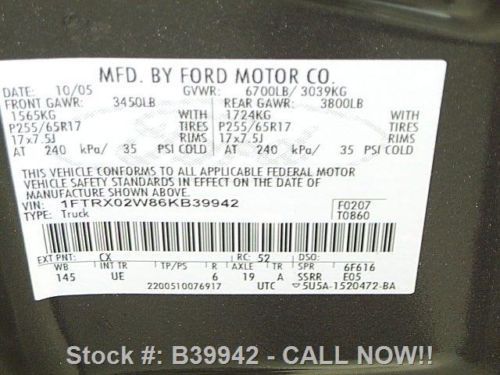 MFD. BY FORD MOTOR CO.
DATE: 10/05 GVWR: 6700LB/ 3039KG
FRONT GAWR: 3450LB REAR GAWR: 3800LB
1565KG WITH 1724KG WITH
P255/65R17 TIRES P255/65R17 TIRES
17x7.5J RIMS 17x7.5J RIMS
AT 240 kPa/ 35 PSI COLD AT 240 kPa/ 35 PSI COLD
THIS VEHICLE CONFORMS TO ALL APPLICABLE FEDERAL MOTOR
VEHICLE SAFETY STANDARDS IN EFFECT ON THE DATE OF
MANUFACTURE SHOWN ABOVE.
VIN: 1FTRX02W86KB39942 F0207
TYPE: Truck T0860
EXT PNT: CX RC: 52 DSO:
WB INT TR TP/PS R AXLE TR SPR 6F616
145 UE 6 19 A SSRR E05
2200510076917 UTC 5U5A-1520472-BA
Stock #: B39942 - CALL NOW!!